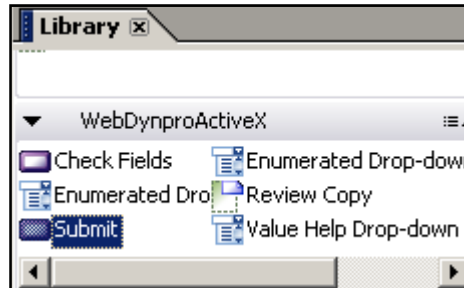 Library
WebDynproActiveX
Check Fields Enumerated Drop-dow
Enumerated Dro Review Copy
Submit Value Help Drop-down